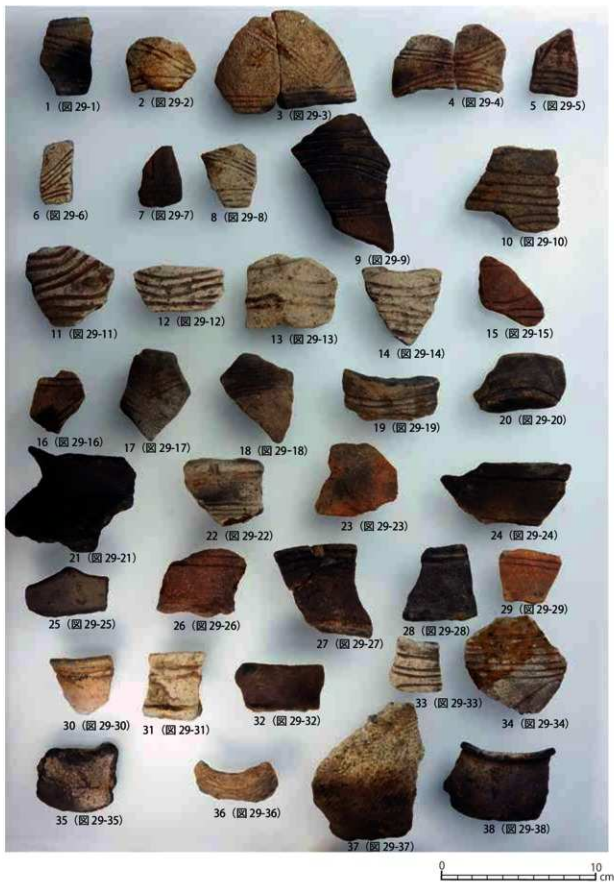 1（図 29-1）
2（図 29-2）
3（図 29-3）
4（図 29-4）
5（図 29-5）
6（図 29-6）
7（図 29-7）
8（図 29-8）
9（図 29-9）
10（図 29-10）
11（図 29-11）
12（図 29-12）
13（図 29-13）
14（図 29-14）
15（図 29-15）
16（図 29-16）
17（図 29-17）
18（図 29-18）
19（図 29-19）
20（図 29-20）
21（図 29-21）
22（図 29-22）
23（図 29-23）
24（図 29-24）
25（図 29-25）
26（図 29-26）
27（図 29-27）
28（図 29-28）
29（図 29-29）
30（図 29-30）
31（図 29-31）
32（図 29-32）
33（図 29-33）
34（図 29-34）
35（図 29-35）
36（図 29-36）
37（図 29-37）
38（図 29-38）
0 10
cm